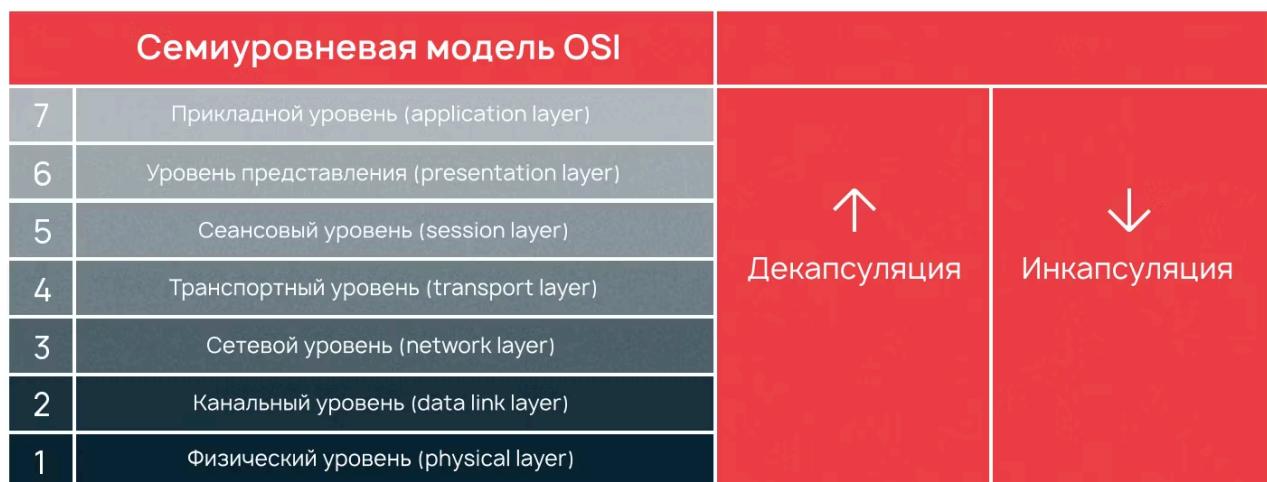 Семиуровневая модель OSI
7 Прикладной уровень (application layer)
6 Уровень представления (presentation layer)
5 Сеансовый уровень (session layer)
4 Транспортный уровень (transport layer)
3 Сетевой уровень (network layer)
2 Канальный уровень (data link layer)
1 Физический уровень (physical layer)
↑
Декапсуляция
↓
Инкапсуляция